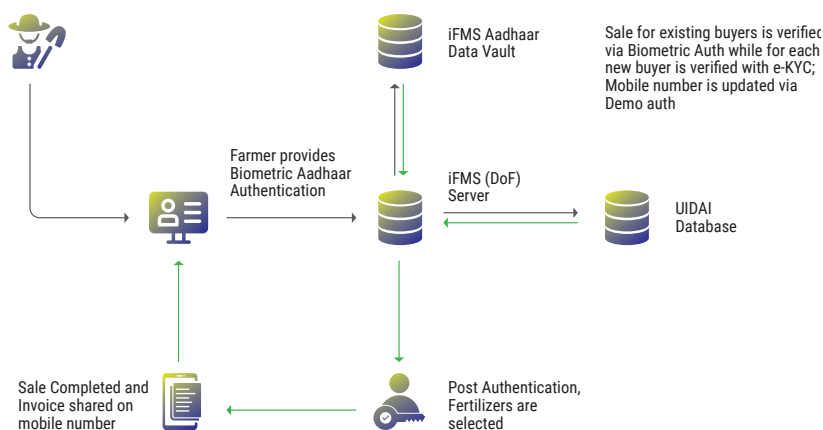 iFMS Aadhaar
Data Vault
Sale for existing buyers is verified
via Biometric Auth while for each
new buyer is verified with e-KYC;
Mobile number is updated via
Demo auth
Farmer provides
Biometric Aadhaar
Authentication
iFMS (DoF)
Server
UIDAI
Database
Sale Completed and
Invoice shared on
mobile number
Post Authentication,
Fertilizers are
selected